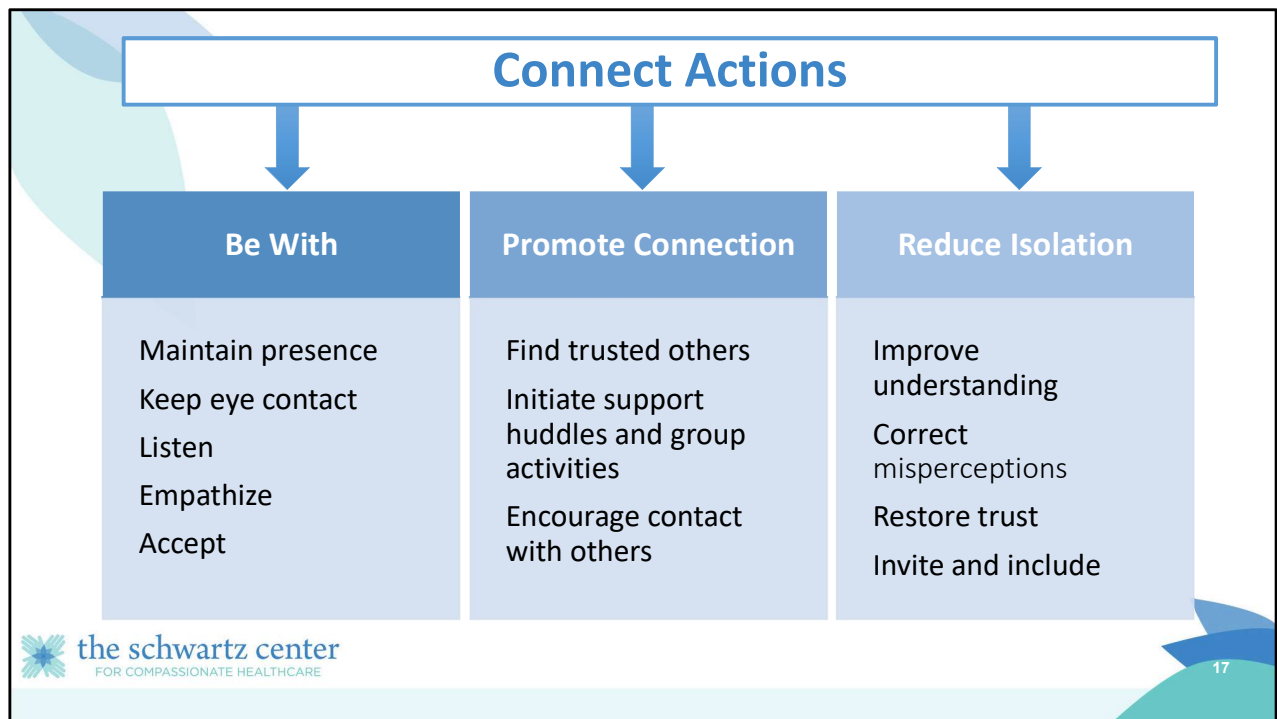 Connect Actions
Be With
Maintain presence
Keep eye contact
Listen
Empathize
Accept
Promote Connection
Find trusted others
Initiate support
huddles and group
activities
Encourage contact
with others
Reduce Isolation
Improve
understanding
Correct
misperceptions
Restore trust
Invite and include
the schwartz center
FOR COMPASSIONATE HEALTHCARE
17